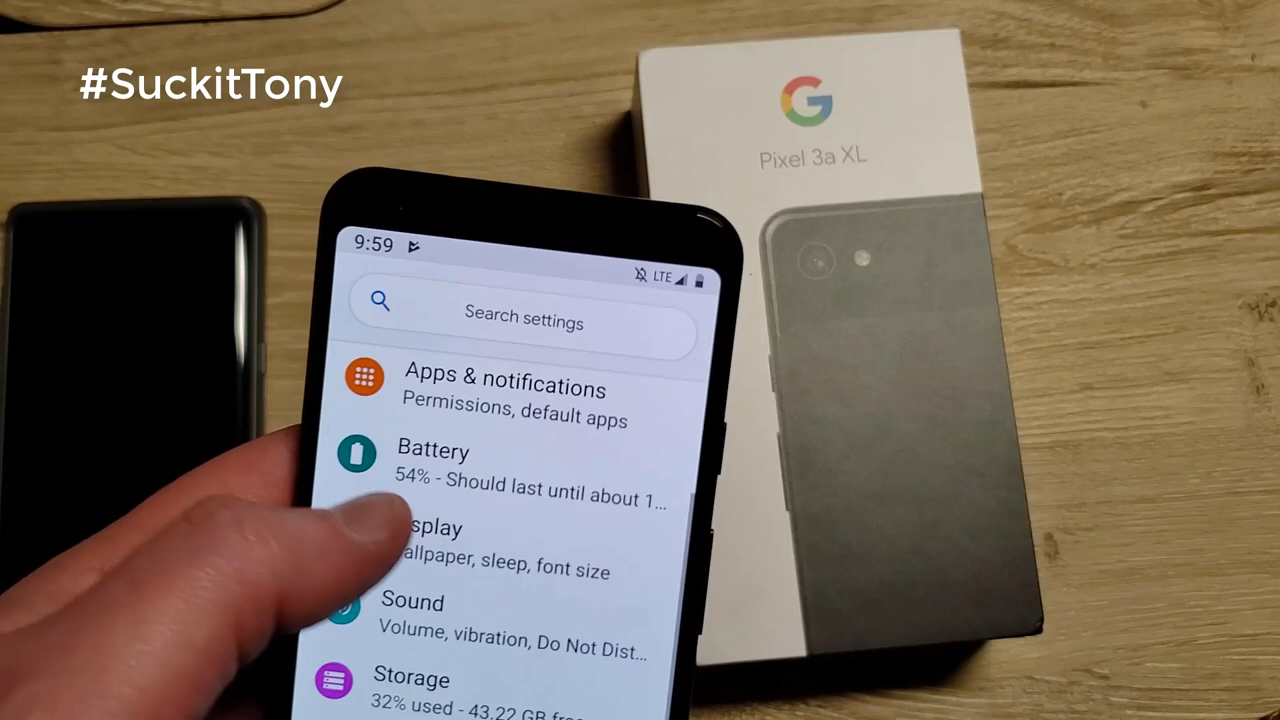 #SuckitTony
G
Pixel 3a XL
9:59
LTE
Search settings
Apps & notifications
Permissions, default apps
Battery
54% - Should last until about 1...
splay
allpaper, sleep, font size
Sound
Volume, vibration, Do Not Dist...
Storage
32% used - 43.22 GB free